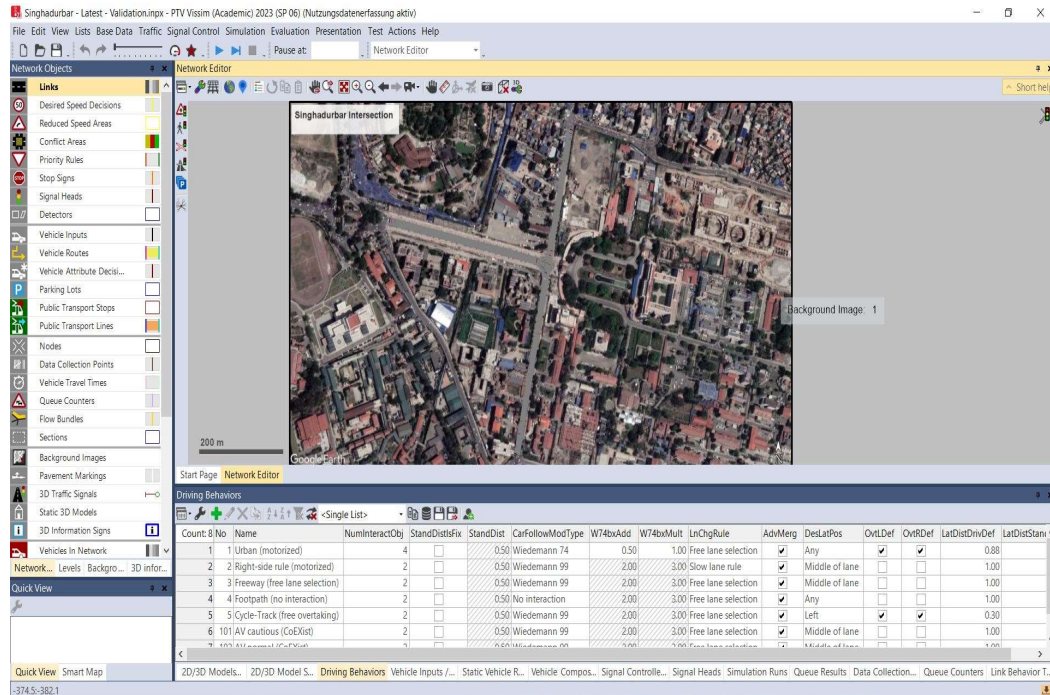 Singhadurbar - Latest - Validation.inpx - PTV Vissim (Academic) 2023 (SP 06) (Nutzungsdatenerfassung aktiv)
File Edit View Lists Base Data Traffic Signal Control Simulation Evaluation Presentation Test Actions Help
Pause at: Network Editor
Network Objects
Network Editor
Links
Short help
Desired Speed Decisions
Reduced Speed Areas
Conflict Areas
Priority Rules
Stop Signs
Signal Heads
Detectors
Vehicle Inputs
Vehicle Routes
Vehicle Attribute Decisi...
Parking Lots
Public Transport Stops
Public Transport Lines
Nodes
Data Collection Points
Vehicle Travel Times
Queue Counters
Flow Bundles
Sections
Background Images
Pavement Markings
3D Traffic Signals
Static 3D Models
3D Information Signs
Vehicles In Network
Network... Levels Backgro... 3D infor...
Quick View
Quick View Smart Map
Singhadurbar Intersection
Background Image: 1
200 m
Google Earth
Start Page Network Editor
Driving Behaviors
<Single List>
Count: 8 No Name NumInteractObj StandDistIsFix StandDist CarFollowModType W74bxAdd W74bxMult LnChgRule AdvMerg DesLatPos OvtLDef OvtRDef LatDistDrivDef LatDistStan
1 1 Urban (motorized) 4 0.50 Wiedemann 74 0.50 1.00 Free lane selection Any 0.88
2 2 Right-side rule (motorized) 2 0.50 Wiedemann 99 2.00 3.00 Slow lane rule Middle of lane 1.00
3 3 Freeway (free lane selection) 2 0.50 Wiedemann 99 2.00 3.00 Free lane selection Middle of lane 1.00
4 4 Footpath (no interaction) 2 0.50 No interaction 2.00 3.00 Free lane selection Any 1.00
5 5 Cycle-Track (free overtaking) 2 0.50 Wiedemann 99 2.00 3.00 Free lane selection Left 0.30
6 101 AV cautious (CoEXist) 2 0.50 Wiedemann 99 2.00 3.00 Free lane selection Middle of lane 1.00
2D/3D Models... 2D/3D Model S... Driving Behaviors Vehicle Inputs /... Static Vehicle R... Vehicle Compos... Signal Controlle... Signal Heads Simulation Runs Queue Results Data Collection... Queue Counters Link Behavior T...
-374.5:-382.1